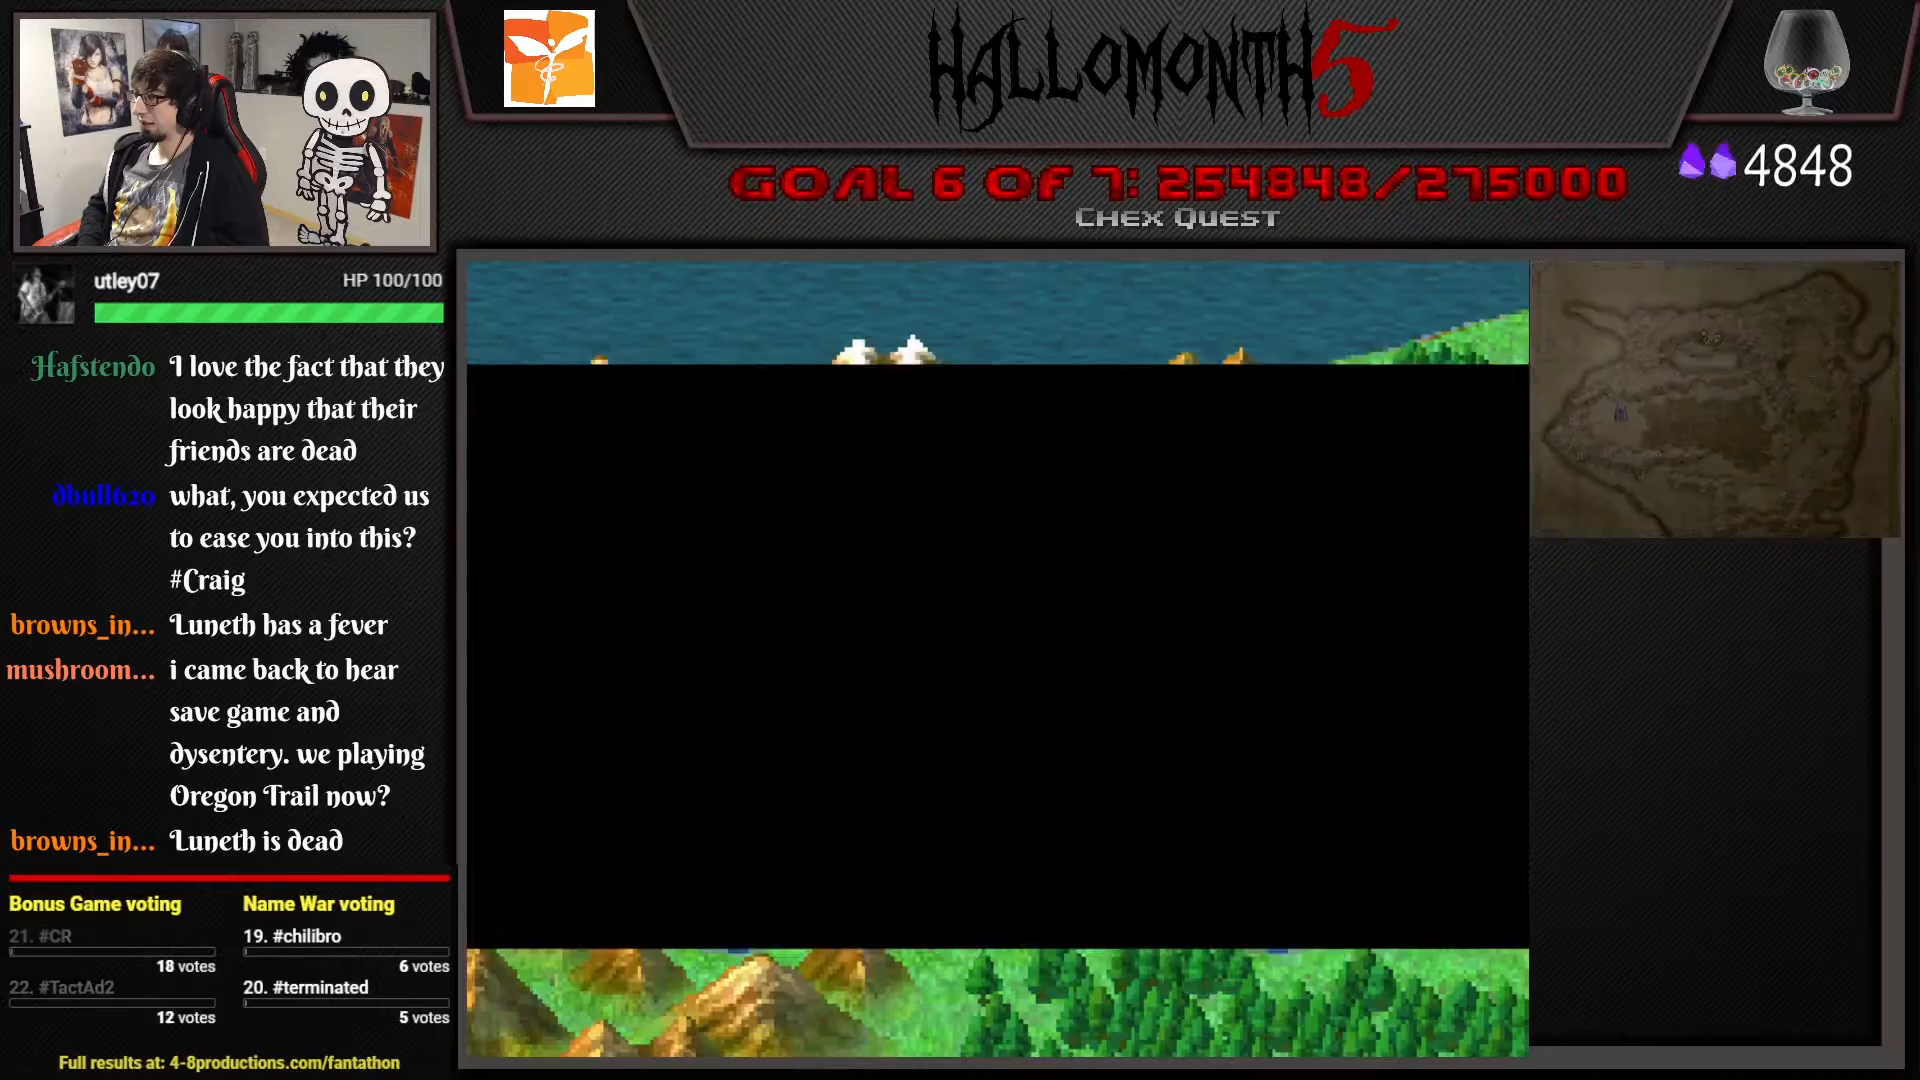 HALLOMONTH5
GOAL 6 OF 7: 254848/275000
CHEX QUEST
4848
utley07 HP 100/100
Hafstendo I love the fact that they
look happy that their
friends are dead
dbull620 what, you expected us
to ease you into this?
#Craig
browns_in... Luneth has a fever
mushroom... i came back to hear
save game and
dysentery. we playing
Oregon Trail now?
browns_in... Luneth is dead
Bonus Game voting Name War voting
21. #CR 19. #chilibro
18 votes 6 votes
22. #TactAd2 20. #terminated
12 votes 5 votes
Full results at: 4-8productions.com/fantathon